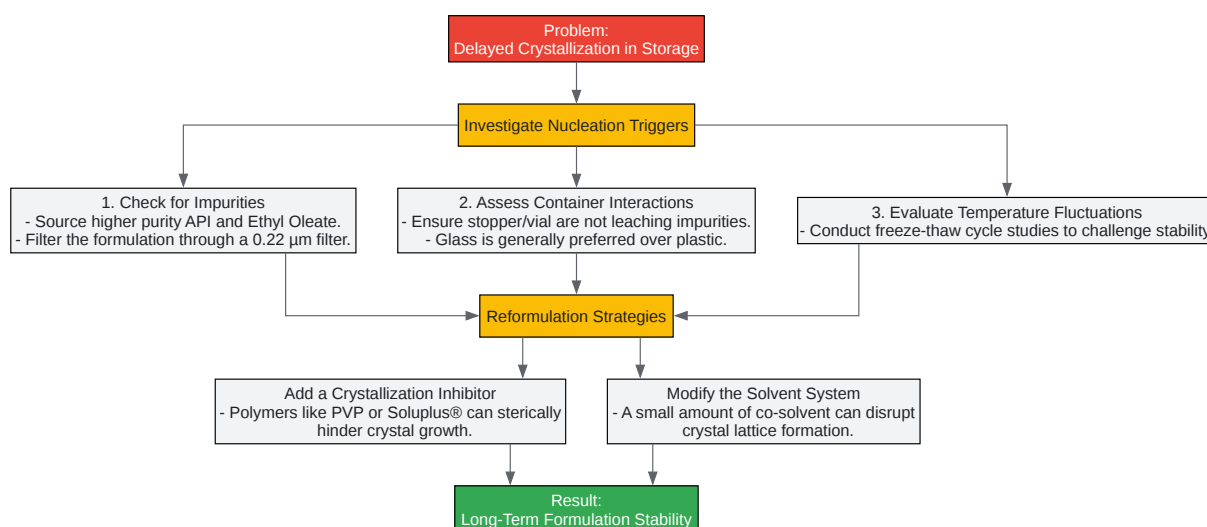 Problem:
Delayed Crystallization in Storage
Investigate Nucleation Triggers
1. Check for Impurities
- Source higher purity API and Ethyl Oleate.
- Filter the formulation through a 0.22 µm filter.
2. Assess Container Interactions
- Ensure stopper/vial are not leaching impurities.
- Glass is generally preferred over plastic.
3. Evaluate Temperature Fluctuations
- Conduct freeze-thaw cycle studies to challenge stability.
Reformulation Strategies
Add a Crystallization Inhibitor
- Polymers like PVP or Soluplus® can sterically
hinder crystal growth.
Modify the Solvent System
- A small amount of co-solvent can disrupt
crystal lattice formation.
Result:
Long-Term Formulation Stability